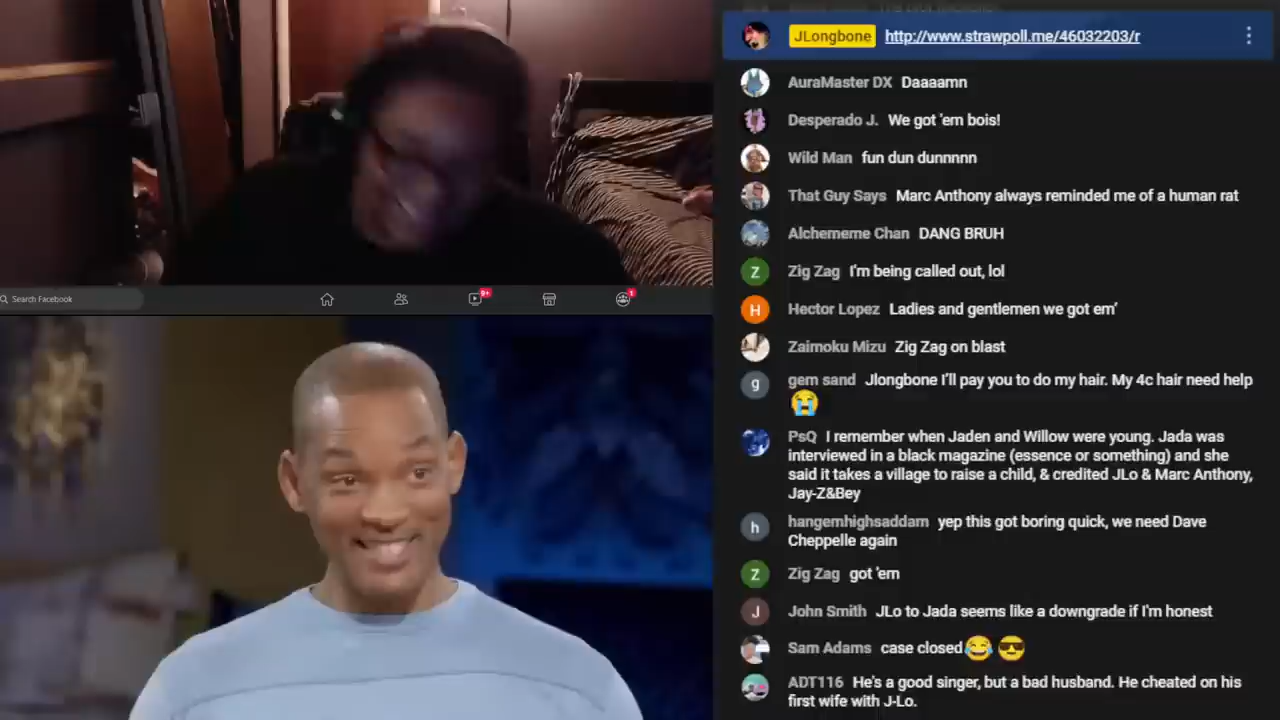 Search Facebook
9+
1
JLongbone http://www.strawpoll.me/46032203/r
AuraMaster DX Daaaamn
Desperado J. We got 'em bois!
Wild Man fun dun dunnnnn
That Guy Says Marc Anthony always reminded me of a human rat
Alchememe Chan DANG BRUH
Z
Zig Zag I'm being called out, lol
H
Hector Lopez Ladies and gentlemen we got em'
Zaimoku Mizu Zig Zag on blast
g
gem sand Jlongbone I'll pay you to do my hair. My 4c hair need help
😭
PsQ I remember when Jaden and Willow were young. Jada was
interviewed in a black magazine (essence or something) and she
said it takes a village to raise a child, & credited JLo & Marc Anthony,
Jay-Z&Bey
h
hangemhighsaddam yep this got boring quick, we need Dave
Cheppelle again
Z
Zig Zag got 'em
J
John Smith JLo to Jada seems like a downgrade if I'm honest
Sam Adams case closed😂 😎
ADT116 He's a good singer, but a bad husband. He cheated on his
first wife with J-Lo.